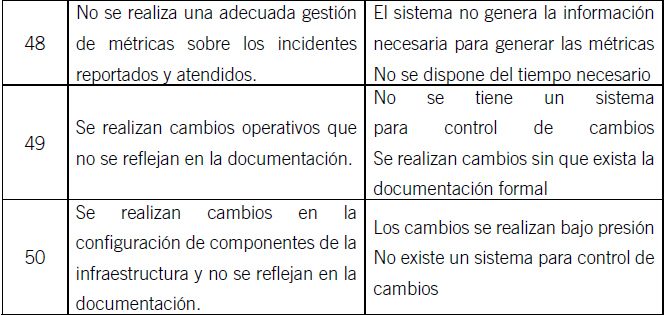 48
No se realiza una adecuada gestión
de métricas sobre los incidentes
reportados y atendidos.
El sistema no genera la información
necesaria para generar las métricas
No se dispone del tiempo necesario
49
Se realizan cambios operativos que
no se reflejan en la documentación.
No se tiene un sistema
para control de cambios
Se realizan cambios sin que exista la
documentación formal
50
Se realizan cambios en la
configuración de componentes de la
infraestructura y no se reflejan en la
documentación.
Los cambios se realizan bajo presión
No existe un sistema para control de
cambios